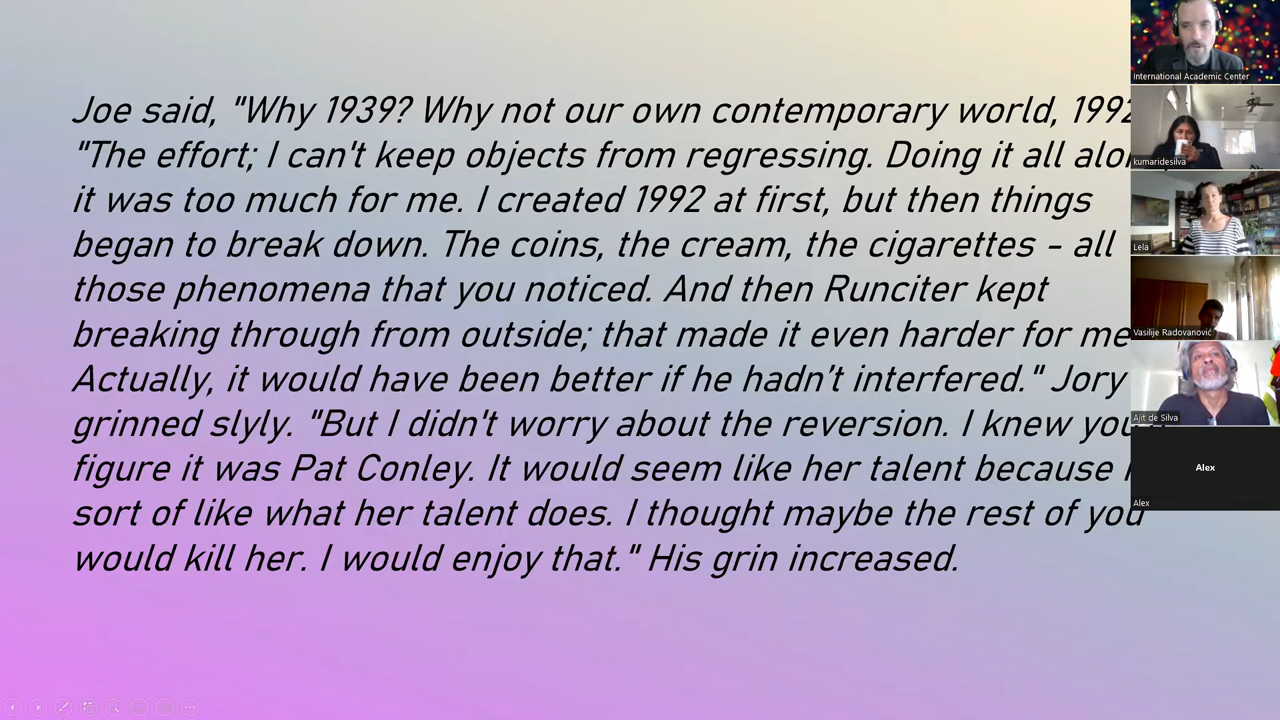 Joe said, "Why 1939? Why not our own contemporary world, 1992
"The effort; I can't keep objects from regressing. Doing it all
it was too much for me. I created 1992 at first, but then things
began to break down. The coins, the cream, the cigarettes - all
those phenomena that you noticed. And then Runciter kept
breaking through from outside; that made it even harder for me
Actually, it would have been better if he hadn't interfered." Jory
grinned slyly. "But I didn't worry about the reversion. I knew
figure it was Pat Conley. It would seem like her talent because
sort of like what her talent does. I thought maybe the rest of you
would kill her. I would enjoy that." His grin increased.
International Academic Center
kumaridesilva
Lela
Vasilije Radovanović
Ajit de Silva
Alex
Alex